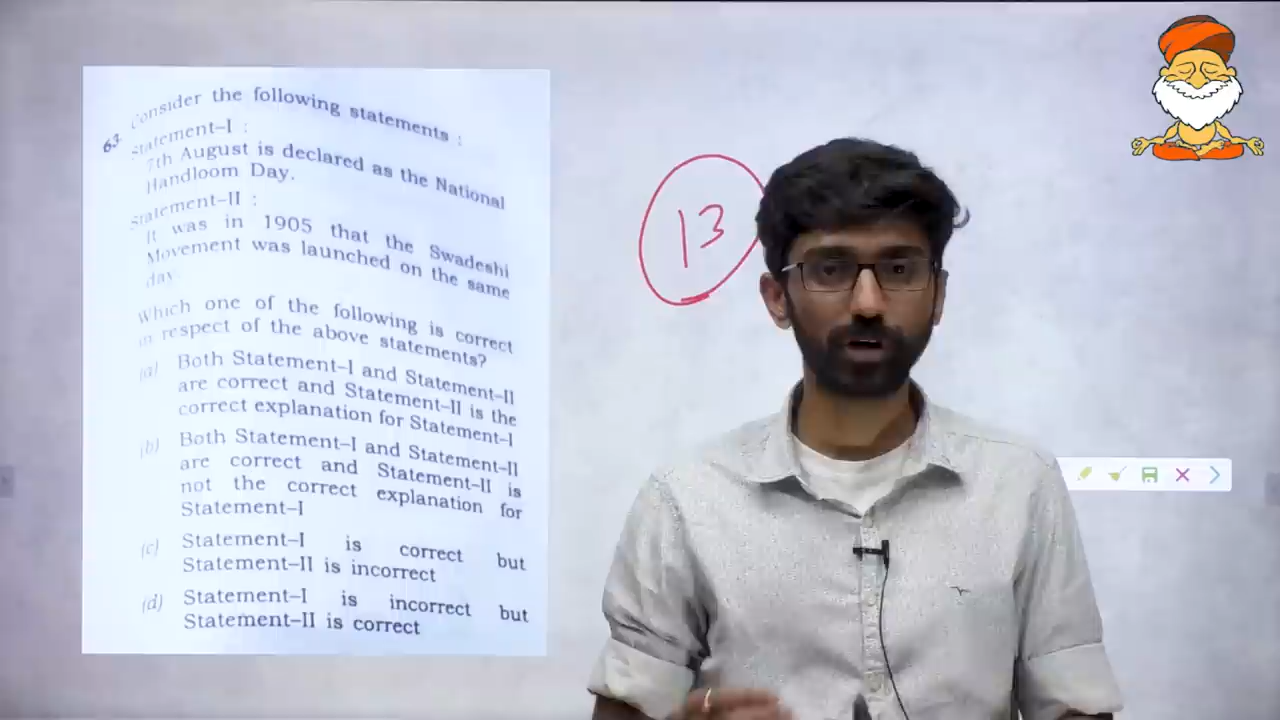 63. Consider the following statements :
Statement–I :
7th August is declared as the National
Handloom Day.
Statement–II :
It was in 1905 that the Swadeshi
Movement was launched on the same
day.
Which one of the following is correct
in respect of the above statements?
(a) Both Statement–I and Statement–II
are correct and Statement–II is the
correct explanation for Statement–I
(b) Both Statement–I and Statement–II
are correct and Statement–II is
not the correct explanation for
Statement–I
(c) Statement–I is correct but
Statement–II is incorrect
(d) Statement–I is incorrect but
Statement–II is correct
13